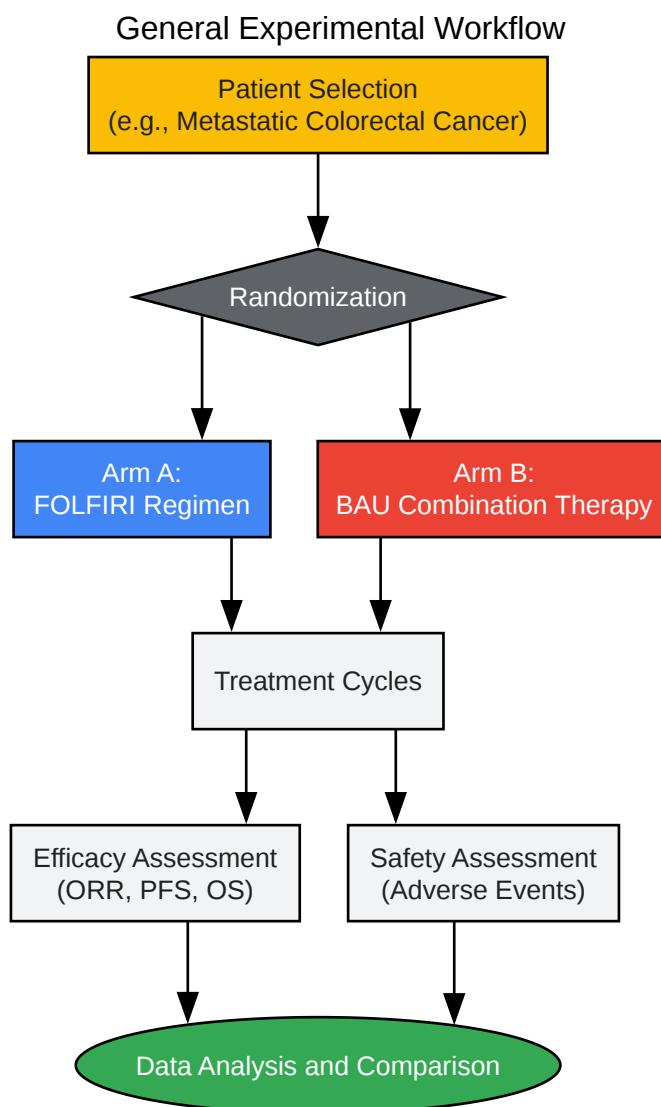 General Experimental Workflow
Patient Selection
(e.g., Metastatic Colorectal Cancer)
Randomization
Arm A:
FOLFIRI Regimen
Arm B:
BAU Combination Therapy
Treatment Cycles
Efficacy Assessment
(ORR, PFS, OS)
Safety Assessment
(Adverse Events)
Data Analysis and Comparison